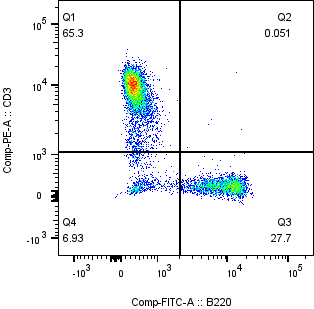 Q1
65.3
Q2
0.051
10^5
10^4
10^3
0
-10^3
Comp-PE-A :: CD3
Q4
6.93
Q3
27.7
-10^3
0
10^3
10^4
10^5
Comp-FITC-A :: B220